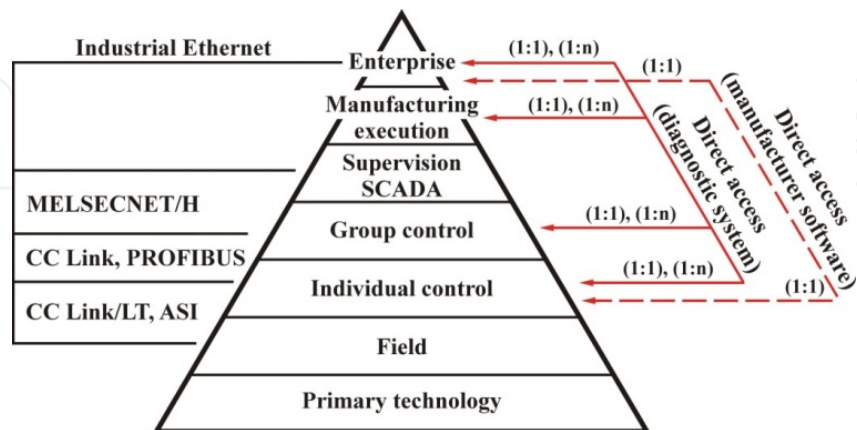 Industrial Ethernet
Enterprise
(1:1), (1:n)
(1:1)
Manufacturing
execution
(1:1), (1:n)
Supervision
SCADA
MELSECNET/H
Group control
(1:1), (1:n)
CC Link, PROFIBUS
Individual control
(1:1), (1:n)
(1:1)
CC Link/LT, ASI
Field
Primary technology
Direct access
(diagnostic system)
Direct access
(manufacturer software)